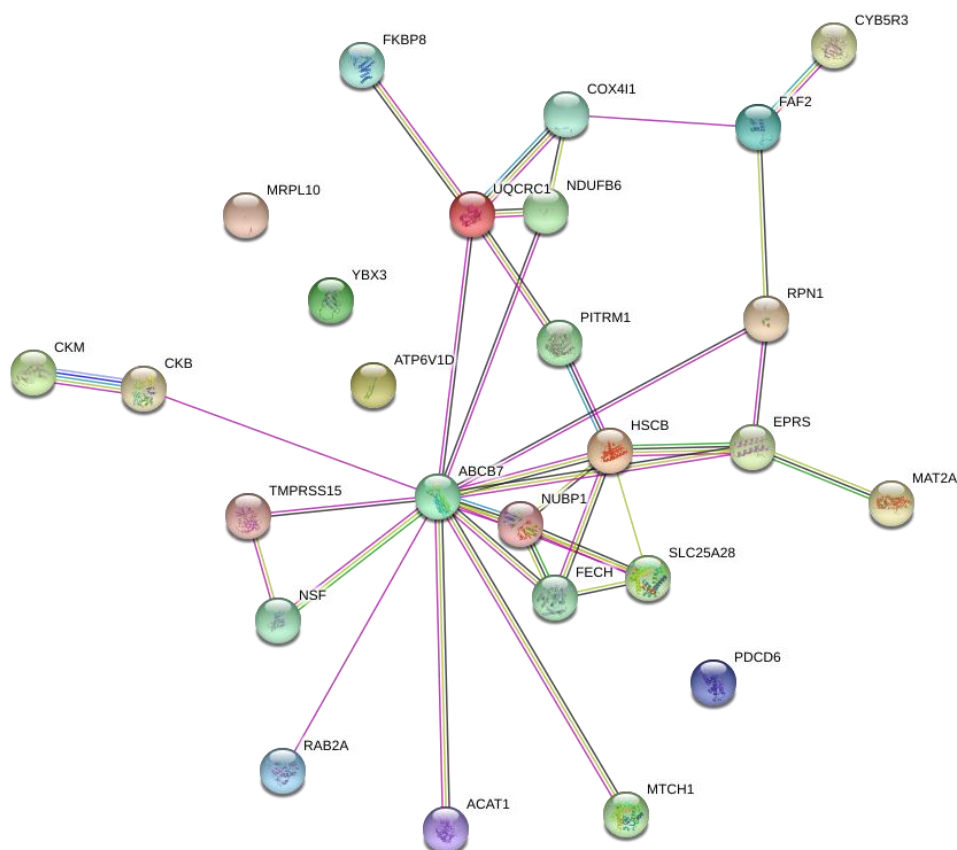 CYB5R3
FKBP8
COX4I1
FAF2
UQCRC1
NDUFB6
MRPL10
YBX3
RPN1
PITRM1
ATP6V1D
CKM
CKB
HSCB
EPRS
ABCB7
MAT2A
TMPRSS15
NUBP1
SLC25A28
FECH
NSF
PDCD6
RAB2A
MTCH1
ACAT1